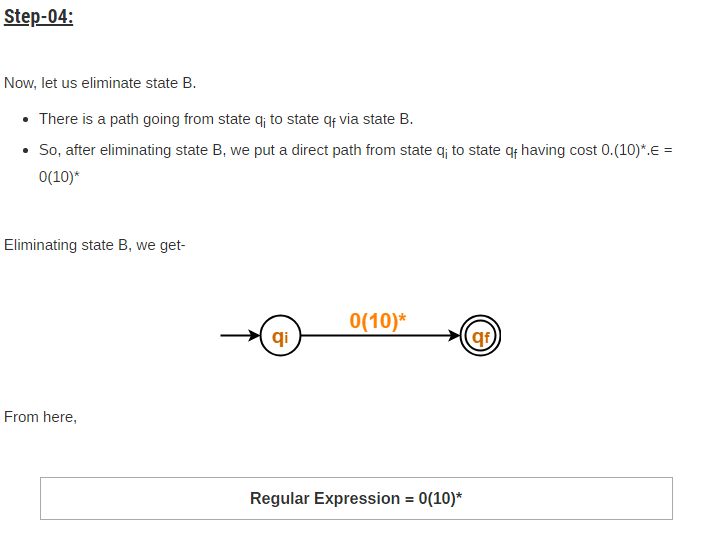 Step-04:
Now, let us eliminate state B.
• There is a path going from state qi to state qf via state B.
• So, after eliminating state B, we put a direct path from state qi to state qf having cost 0.(10)*.∈ =
0(10)*
Eliminating state B, we get-
0(10)*
qi
qf
From here,
Regular Expression = 0(10)*